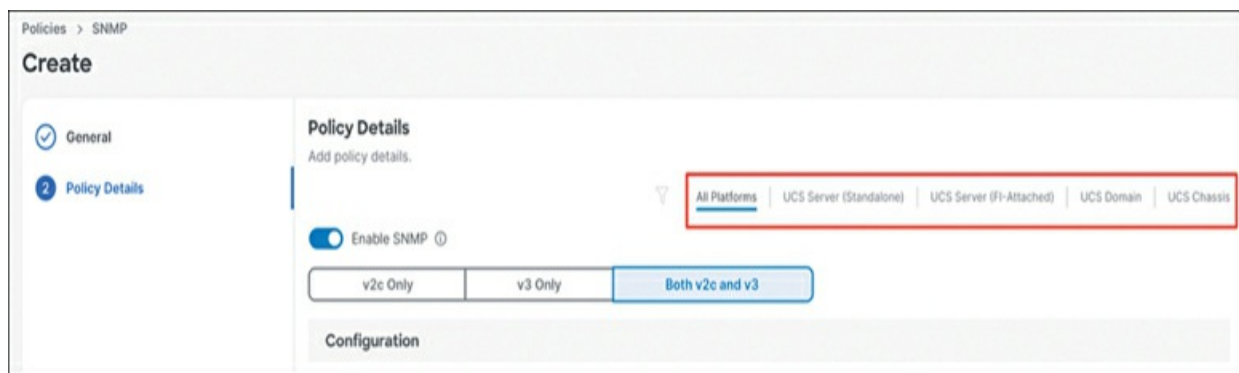 Policies > SNMP
Create
General
2 Policy Details
Policy Details
Add policy details.
All Platforms | UCS Server (Standalone) | UCS Server (FI-Attached) | UCS Domain | UCS Chassis
Enable SNMP
v2c Only v3 Only Both v2c and v3
Configuration